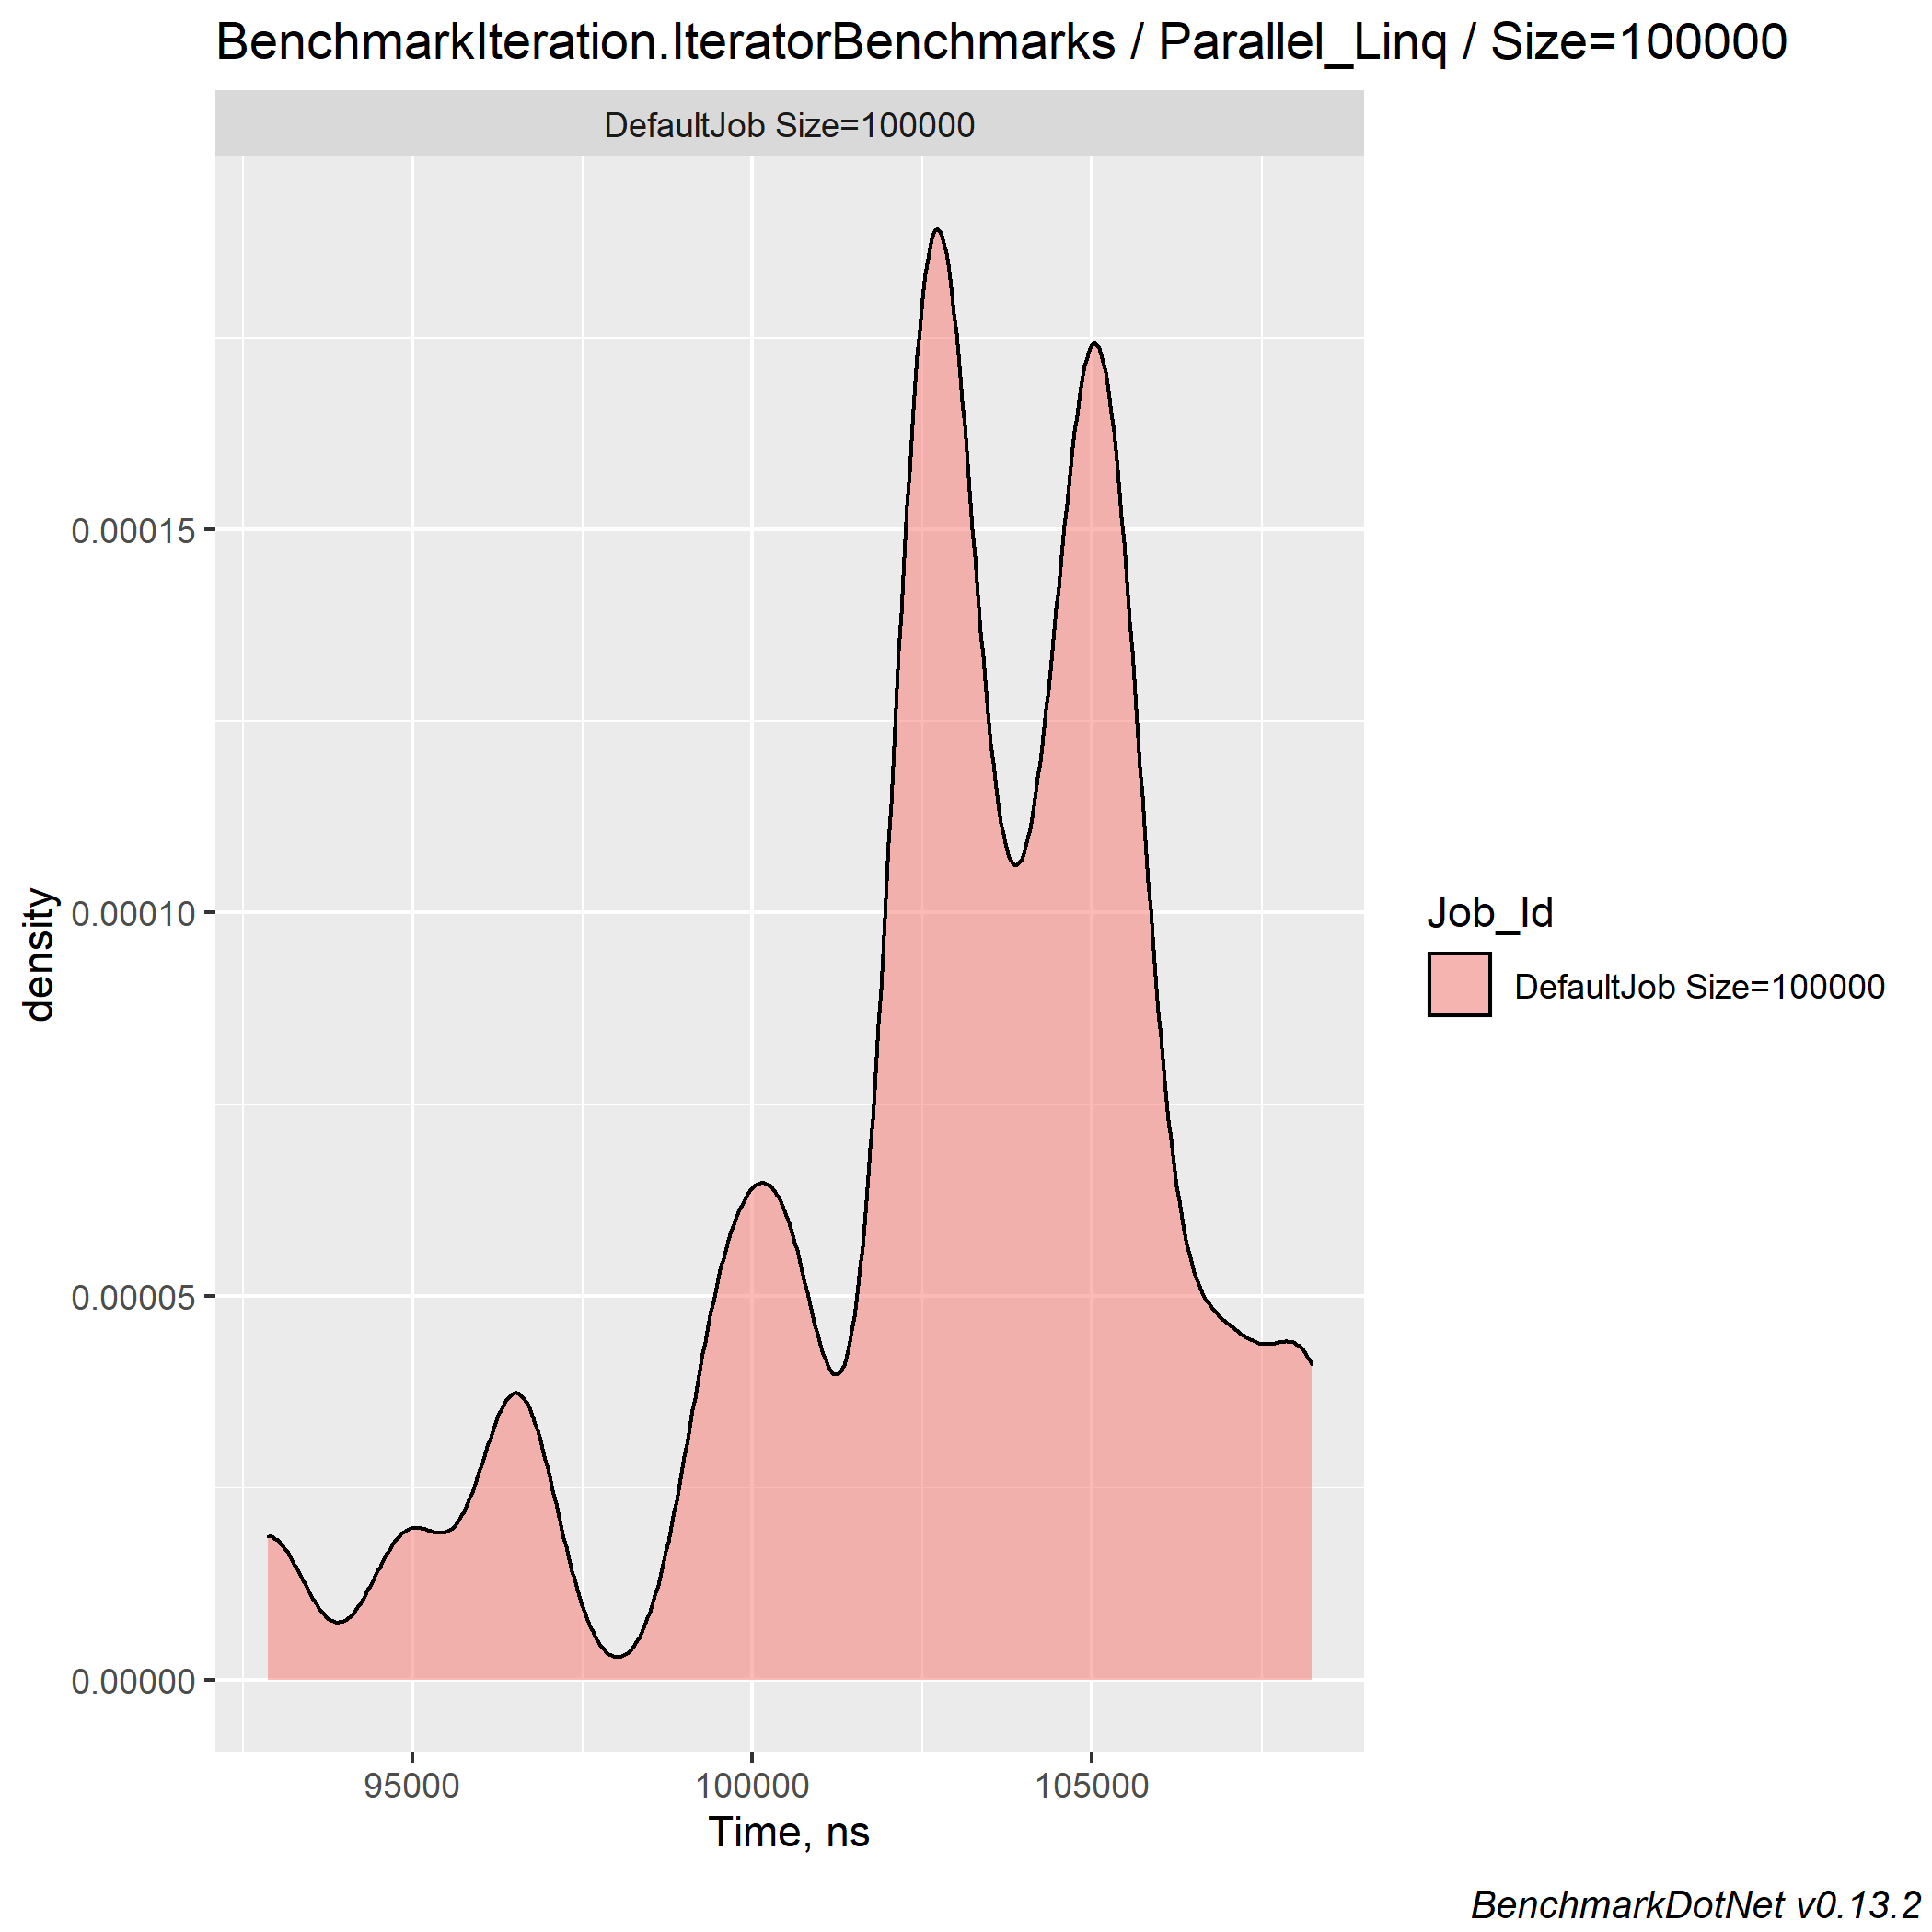 BenchmarkIteration.IteratorBenchmarks / Parallel_Linq / Size=100000
DefaultJob Size=100000
density
0.00015
0.00010
0.00005
0.00000
95000 100000 105000
Time, ns
Job_Id
DefaultJob Size=100000
BenchmarkDotNet v0.13.2